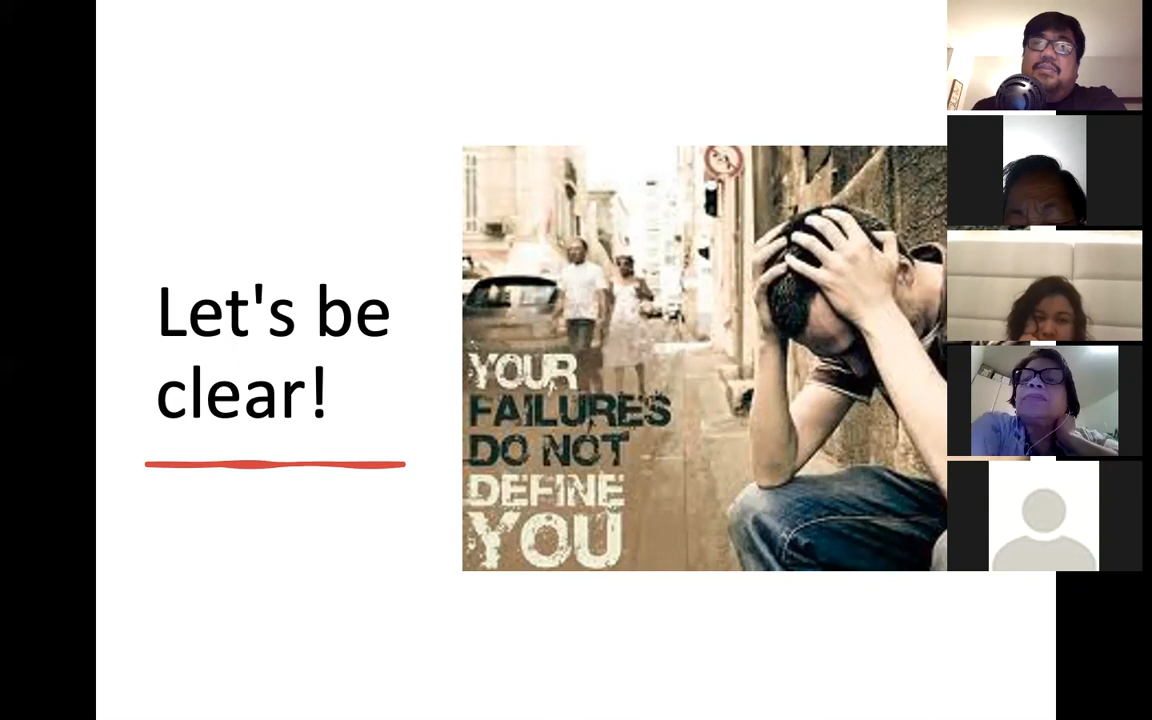 Let's be
clear!
YOUR
FAILURES
DO NOT
DEFINE
YOU